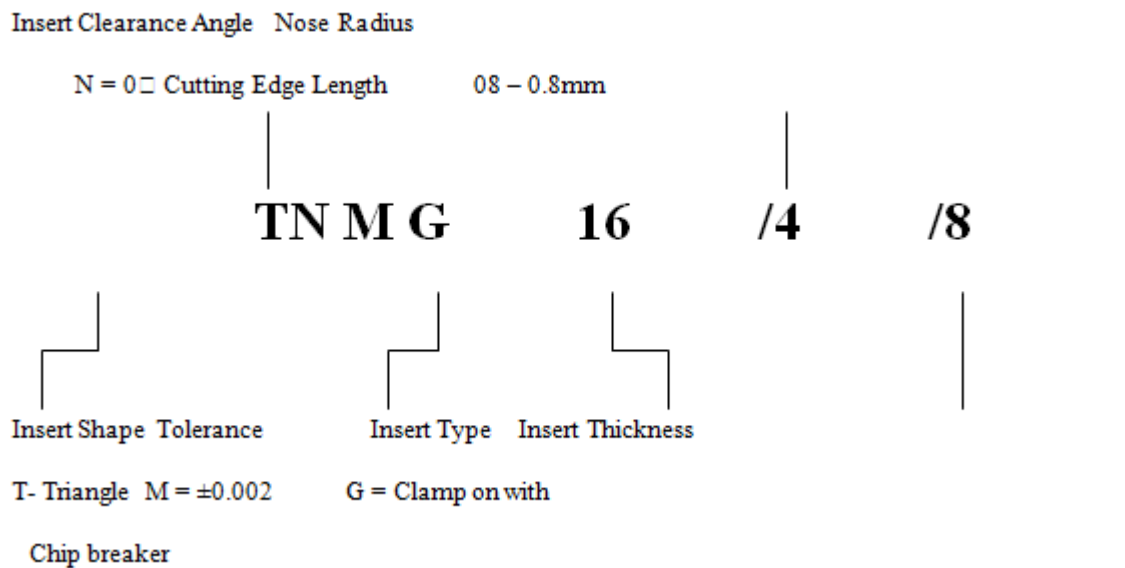 Insert Clearance Angle Nose Radius
N = 0□ Cutting Edge Length 08 – 0.8mm
TN M G 16 /4 /8
Insert Shape Tolerance Insert Type Insert Thickness
T- Triangle M = ±0.002 G = Clamp on with
Chip breaker